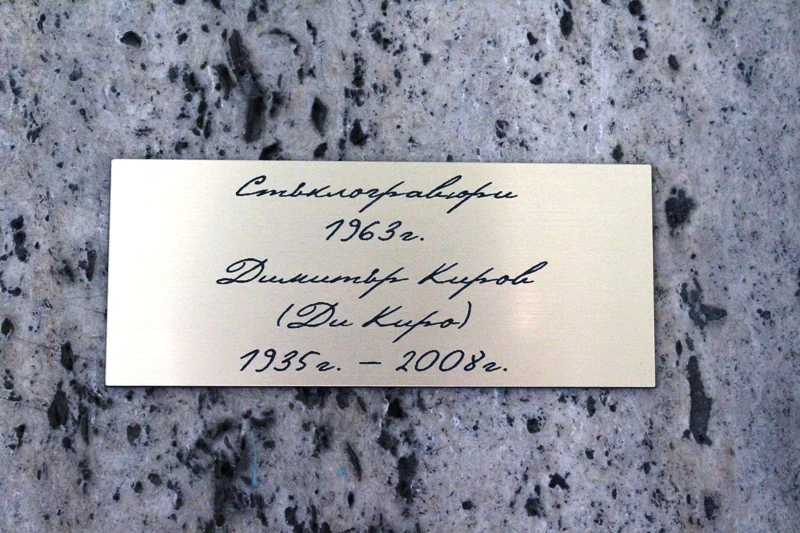 Стъклогравюри
1963г.
Димитър Киров
(Ди Киро)
1935г. – 2008г.